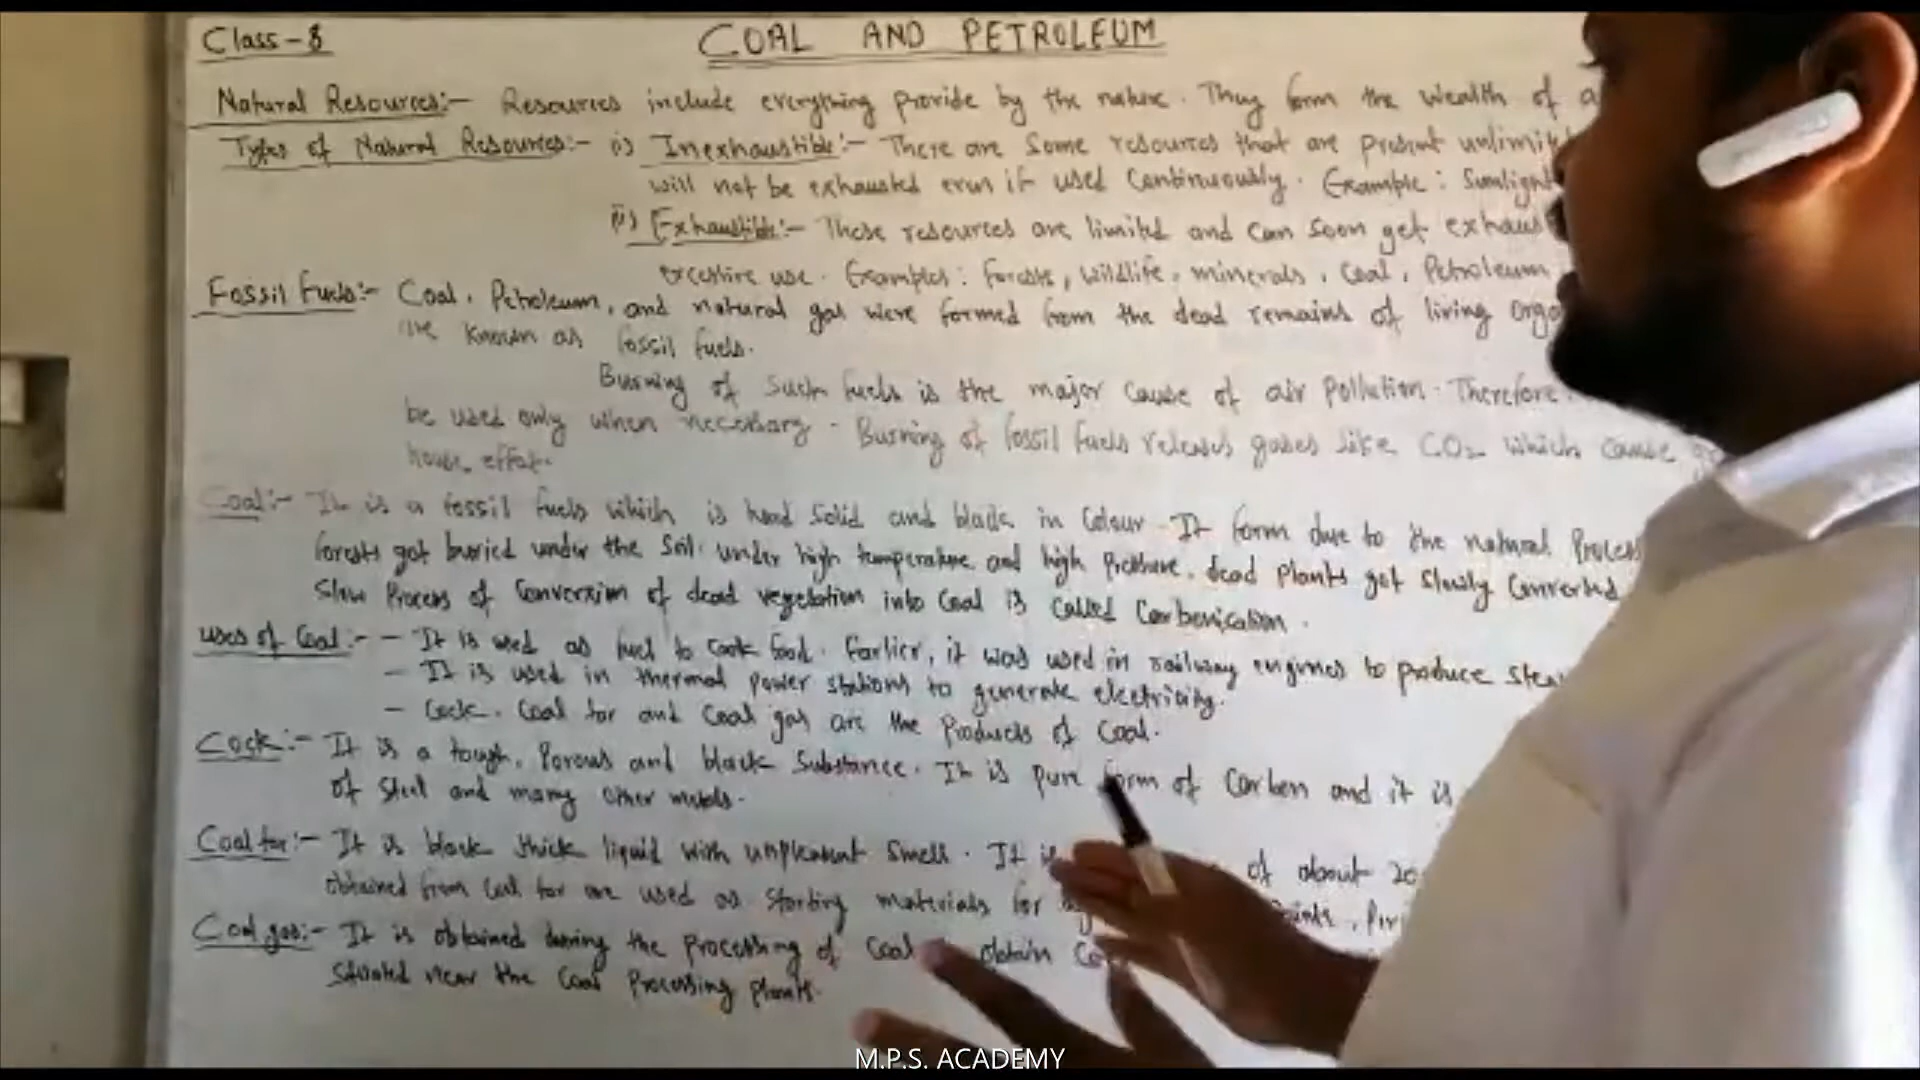 Class-8
COAL AND PETROLEUM
Natural Resources:- Resources include everything provide by the nature. They form the wealth of a
Types of Natural Resources:- i) Inexhaustible:- There are some resources that are present unlimit
will not be exhausted even if used continuously. Example: Sunlight
ii) Exhaustible:- These resources are limited and can soon get exhaus
excessive use. Examples: forests, wildlife, minerals, coal, Petroleum
Fossil fuels:- Coal, Petroleum, and natural gas were formed from the dead remains of living orga
are known as fossil fuels.
Burning of such fuels is the major cause of air pollution. Therefore
be used only when necessary. Burning of fossil fuels releases gases like CO2 which cause
house effect.
Coal:- It is a fossil fuels which is hard solid and black in colour. It form due to the natural Process
forests got buried under the soil. under high temperature and high pressure, dead plants got slowly converted
Slow Process of Conversion of dead vegetation into coal is called Carbonication.
uses of Coal:- - It is used as fuel to cook food. Earlier, it was used in railway engines to produce stea
- It is used in thermal power stations to generate electricity.
- Cock, Coal tar and coal gas are the products of coal.
Cock:- It is a tough, Porous and black substance. It is pure form of Carbon and it is
of steel and many other metals.
Coal tar:- It is black thick liquid with unpleasant smell. It is of about 20
obtained from coal tar are used as starting materials for paints,
Coal gas:- It is obtained during the processing of coal obtain
situated near the coal processing plants.
M.P.S. ACADEMY